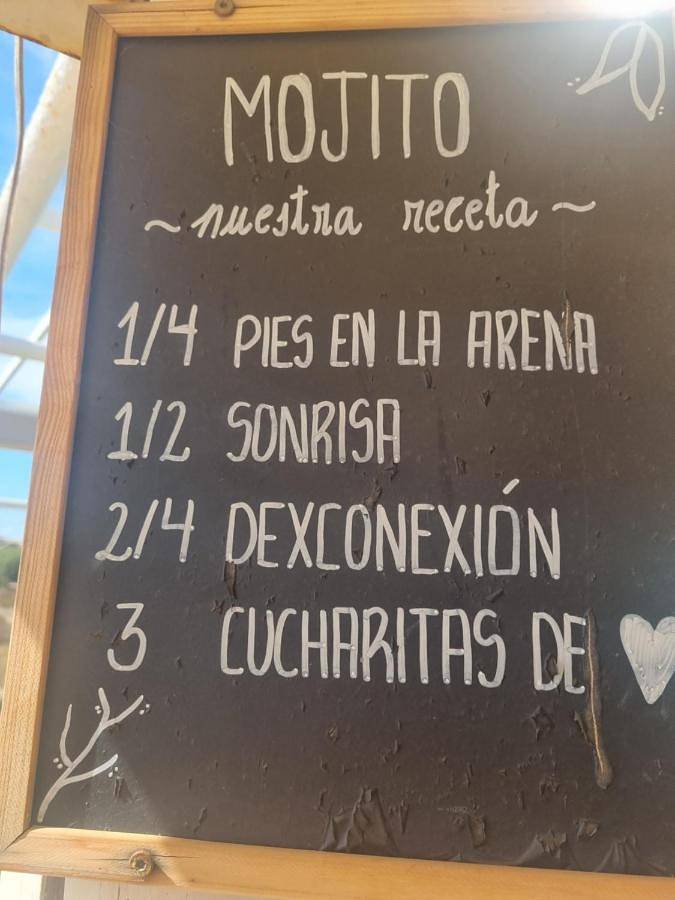 MOJITO
~ nuestra receta ~
1/4 PIES EN LA ARENA
1/2 SONRISA
2/4 DEXCONEXIÓN
3 CUCHARITAS DE ♥